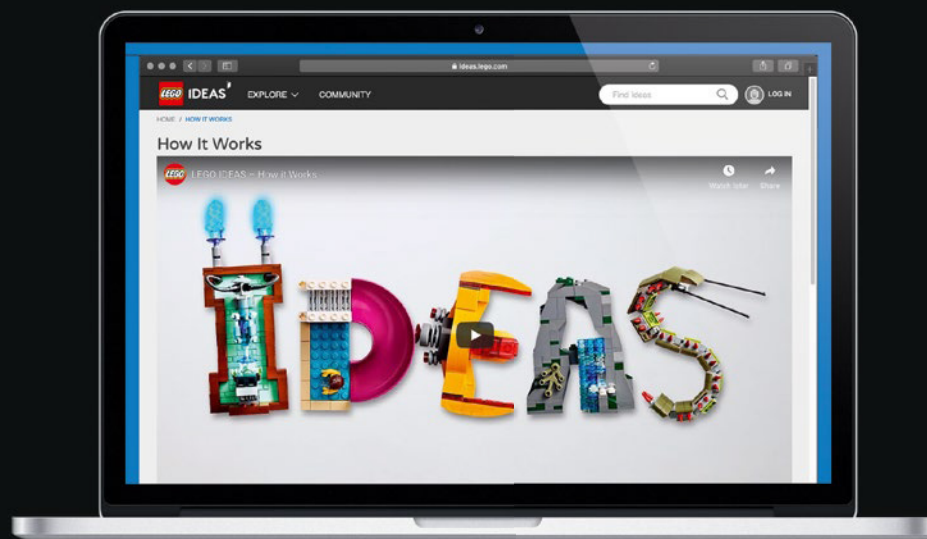 ideas.lego.com
LEGO IDEAS EXPLORE COMMUNITY Find Ideas LOG IN
HOME / HOW IT WORKS
How It Works
LEGO LEGO IDEAS – How it Works
Watch later Share
IDEAS